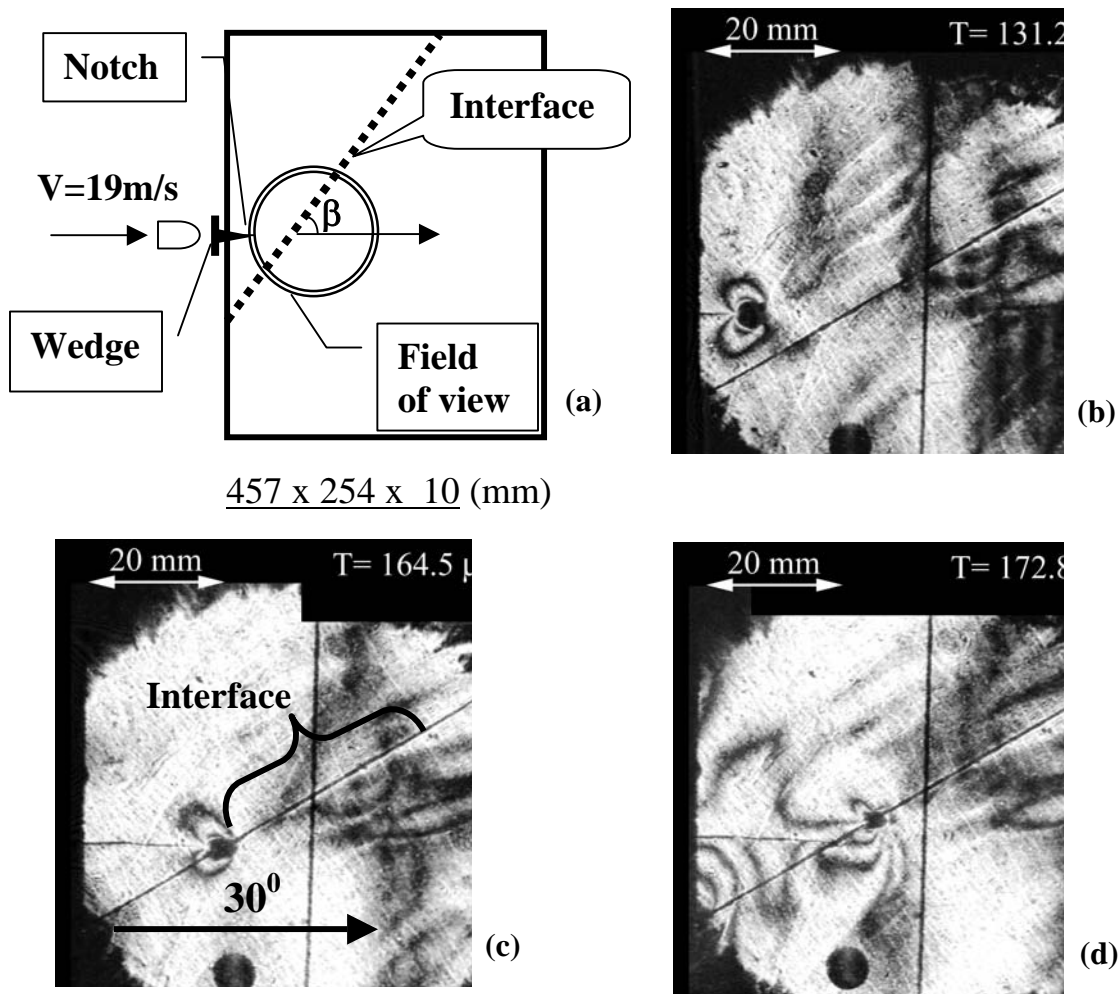 Notch
Interface
V=19m/s
β
Wedge
Field
of view
(a)
457 x 254 x 10 (mm)
20 mm T= 131.2
(b)
20 mm T= 164.5 μ
Interface
30⁰
(c)
20 mm T= 172.8
(d)